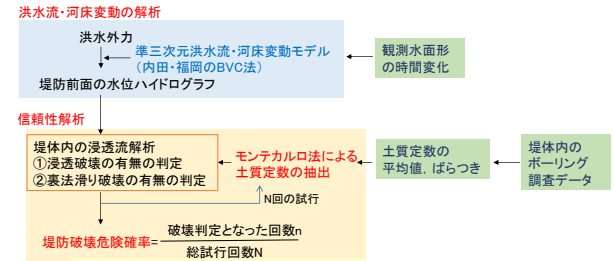 洪水流・河床変動の解析
洪水外力
準三次元洪水流・河床変動モデル
（内田・福岡のBVC法）
堤防前面の水位ハイドログラフ
観測水面形
の時間変化
信頼性解析
堤体内の浸透流解析
①浸透破壊の有無の判定
②裏法滑り破壊の有無の判定
モンテカルロ法による
土質定数の抽出
土質定数の
平均値，ばらつき
堤体内の
ボーリング
調査データ
N回の試行
堤防破壊危険確率=
破壊判定となった回数n
総試行回数N